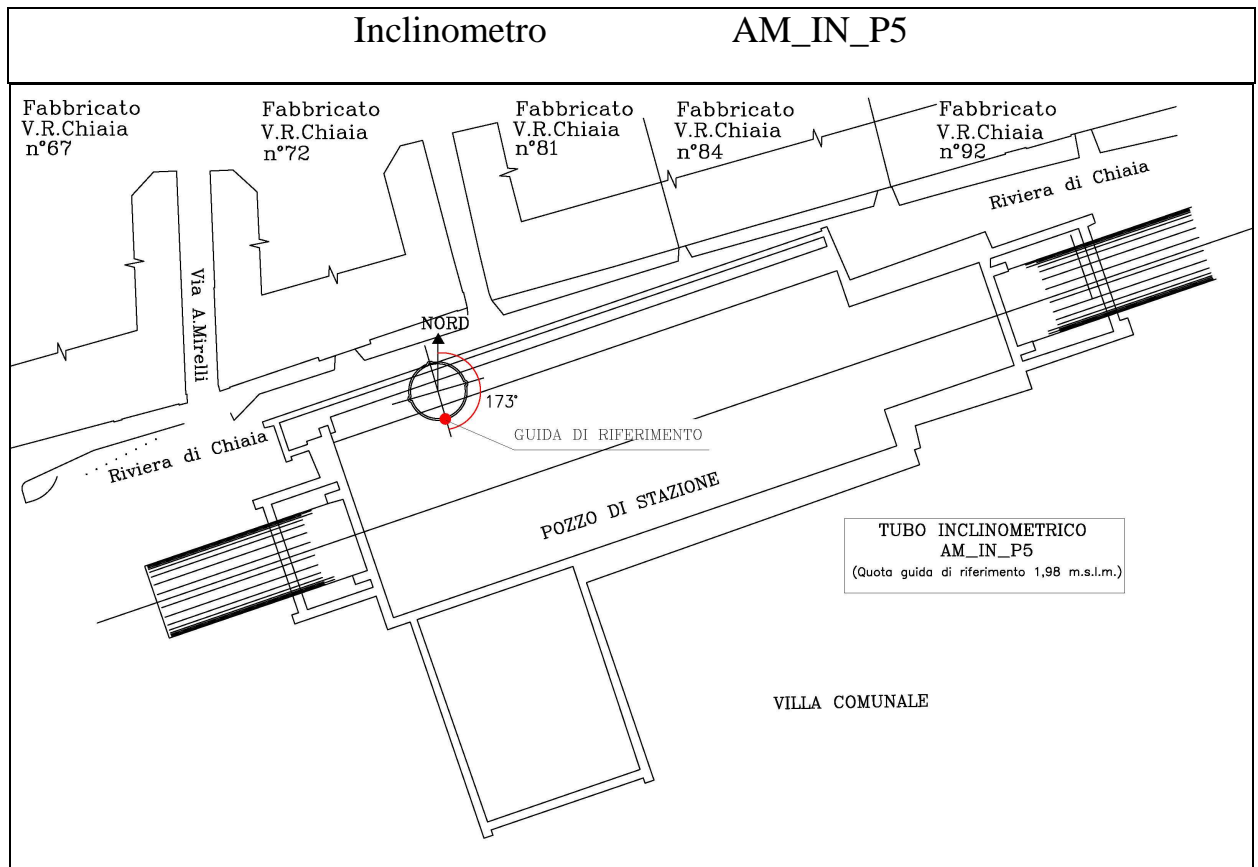 Inclinometro AM_IN_P5
Fabbricato
V.R.Chiaia
n°67
Fabbricato
V.R.Chiaia
n°72
Fabbricato
V.R.Chiaia
n°81
Fabbricato
V.R.Chiaia
n°84
Fabbricato
V.R.Chiaia
n°92
Riviera di Chiaia
Via A.Mirelli
NORD
173°
GUIDA DI RIFERIMENTO
Riviera di Chiaia
POZZO DI STAZIONE
TUBO INCLINOMETRICO
AM_IN_P5
(Quota guida di riferimento 1,98 m.s.l.m.)
VILLA COMUNALE